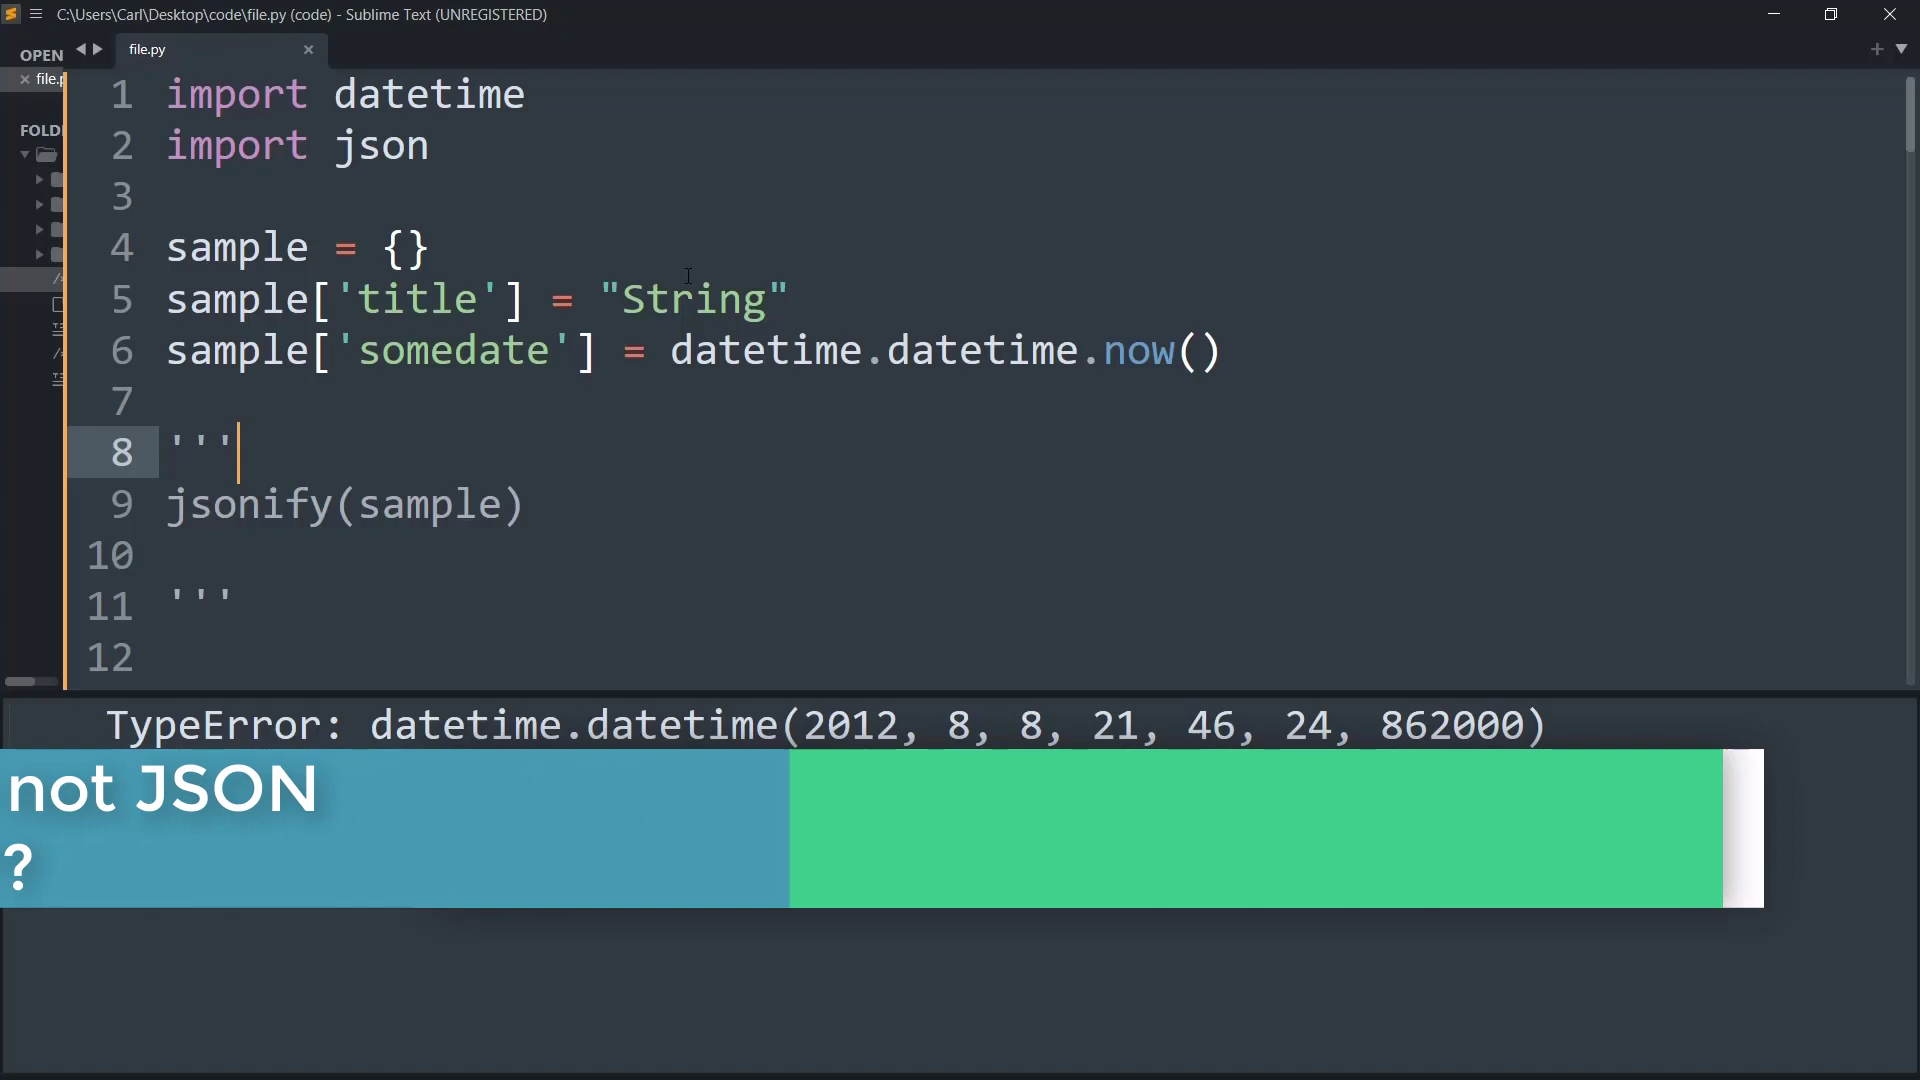 C:\Users\Carl\Desktop\code\file.py (code) - Sublime Text (UNREGISTERED)
OPEN
file.py
file.p
FOLD
1 import datetime
2 import json
3
4 sample = {}
5 sample['title'] = "String"
6 sample['somedate'] = datetime.datetime.now()
7
8 '''
9 jsonify(sample)
10
11 '''
12
TypeError: datetime.datetime(2012, 8, 8, 21, 46, 24, 862000)
not JSON
?